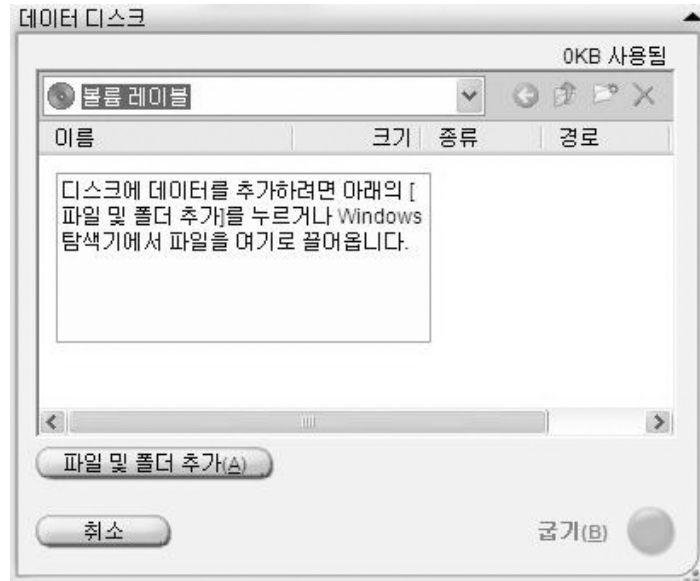 데이터 디스크
0KB 사용됨
볼륨 레이블
이름 크기 종류 경로
디스크에 데이터를 추가하려면 아래의 [
파일 및 폴더 추가]를 누르거나 Windows
탐색기에서 파일을 여기로 끌어옵니다.
파일 및 폴더 추가(A)
취소 굽기(B)